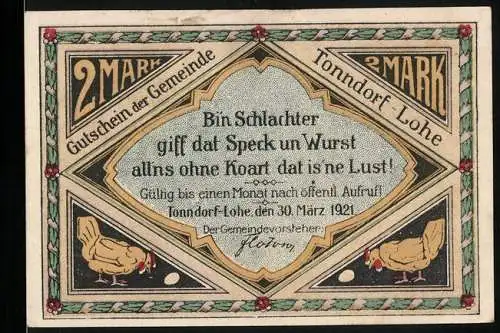 2 MARK
2 MARK
Gutschein der Gemeinde
Tonndorf-Lohe
Bin Schlachter
giff dat Speck un Wurst
allns ohne Koart dat is'ne Lust!
Gültig bis einen Monat nach öffentl. Aufruf!
Tonndorf-Lohe, den 30. März 1921.
Der Gemeindevorsteher: